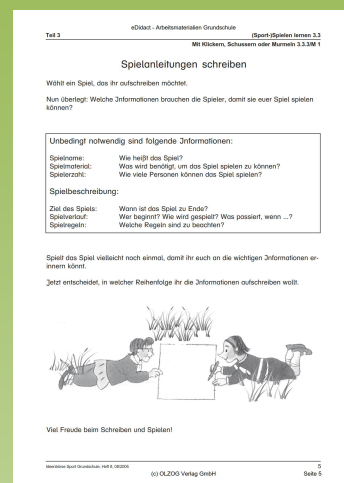 eDidact - Arbeitsmaterialien Grundschule
Teil 3 (Sport-)Spielen lernen 3.3
Mit Klickern, Schussern oder Murmeln 3.3.3/M 1
Spielanleitungen schreiben
Wählt ein Spiel, das ihr aufschreiben möchtet.
Nun überlegt: Welche Informationen brauchen die Spieler, damit sie euer Spiel spielen
können?
Unbedingt notwendig sind folgende Informationen:
Spielname: Wie heißt das Spiel?
Spielmaterial: Was wird benötigt, um das Spiel spielen zu können?
Spielerzahl: Wie viele Personen können das Spiel spielen?
Spielbeschreibung:
Ziel des Spiels: Wann ist das Spiel zu Ende?
Spielverlauf: Wer beginnt? Wie wird gespielt? Was passiert, wenn ...?
Spielregeln: Welche Regeln sind zu beachten?
Spielt das Spiel vielleicht noch einmal, damit ihr euch an die wichtigen Informationen er-
innern könnt.
Jetzt entscheidet, in welcher Reihenfolge ihr die Informationen aufschreiben wollt.
Viel Freude beim Schreiben und Spielen!
Ideenbörse Sport Grundschule, Heft 8, 09/2005 5
(c) OLZOG Verlag GmbH Seite 5